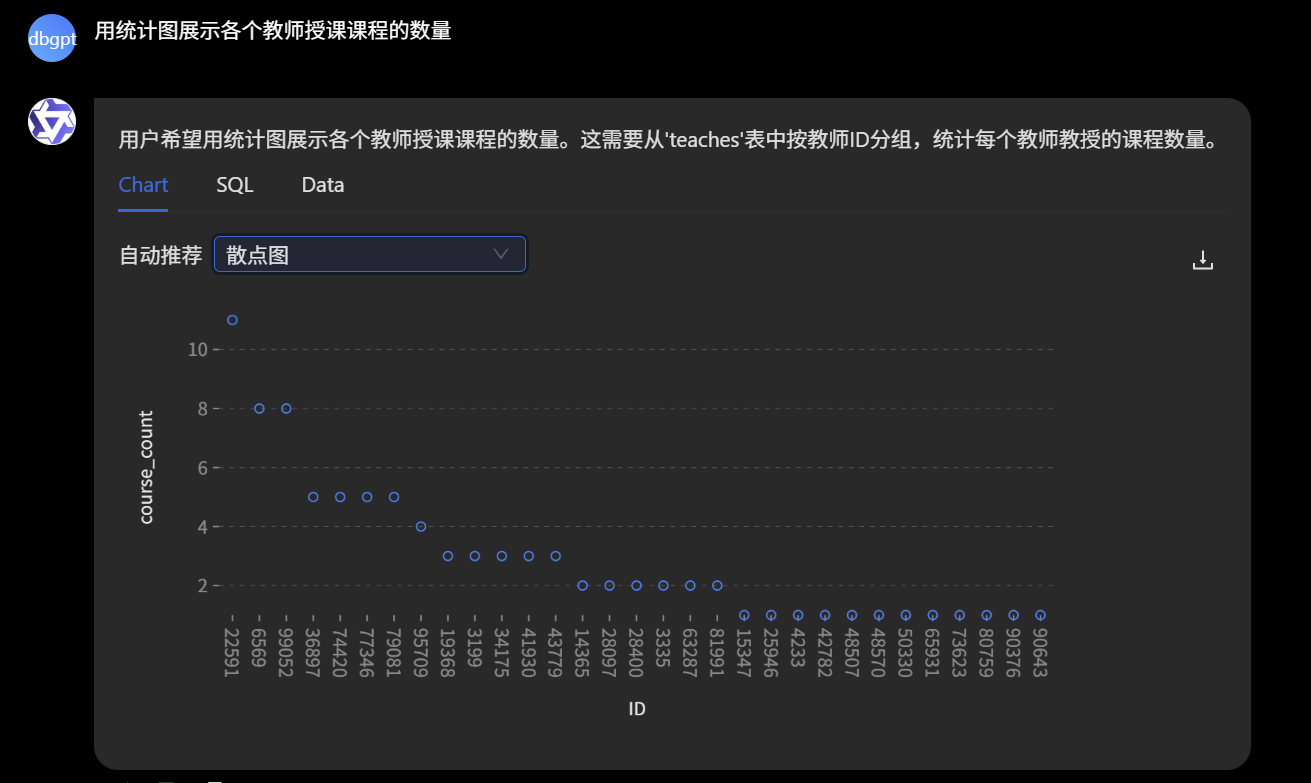 dbgpt
用统计图展示各个教师授课课程的数量
用户希望用统计图展示各个教师授课课程的数量。这需要从'teaches'表中按教师ID分组，统计每个教师教授的课程数量。
Chart SQL Data
自动推荐 散点图
10
8
6
4
2
course_count
22591 6569 99052 36897 74420 77346 79081 95709 19368 3199 34175 41930 43779 14365 28097 28400 3335 63287 81991 15347 25946 4233 42782 48507 48570 50330 65931 73623 80759 90376 90643
ID